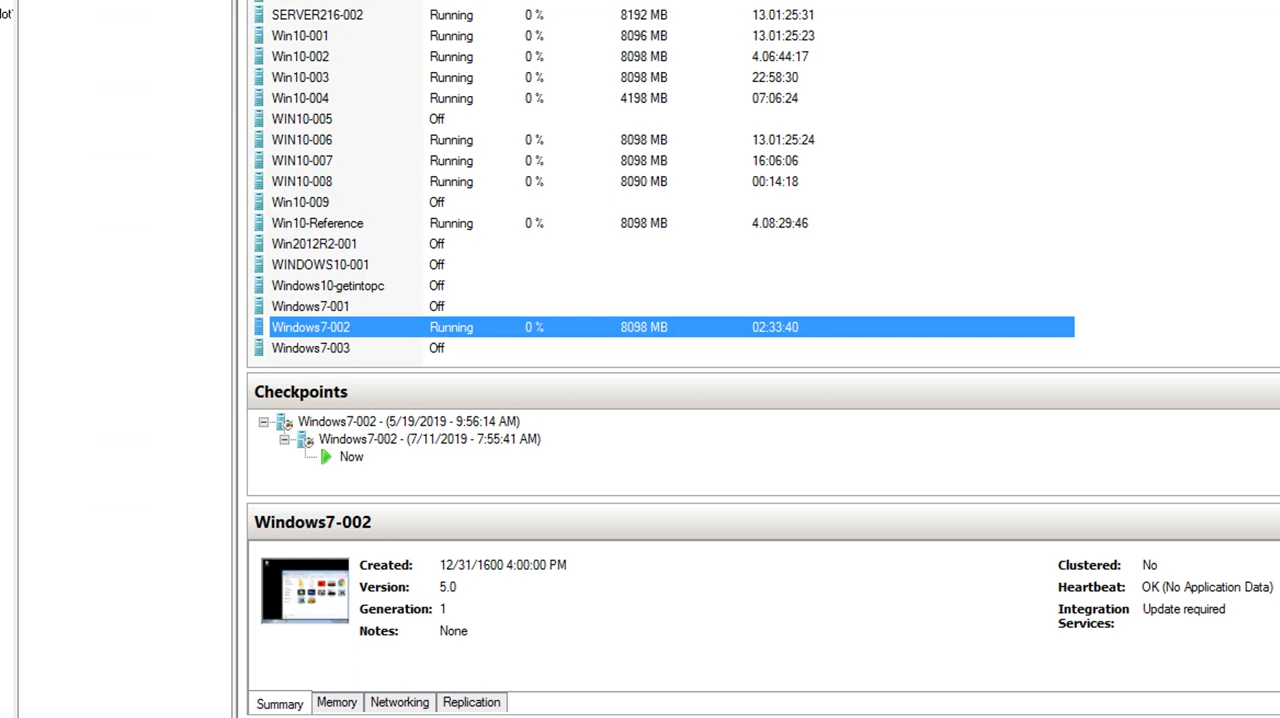 lot
SERVER216-002 Running 0 % 8192 MB 13.01:25:31
Win10-001 Running 0 % 8096 MB 13.01:25:23
Win10-002 Running 0 % 8098 MB 4.06:44:17
Win10-003 Running 0 % 8098 MB 22:58:30
Win10-004 Running 0 % 4198 MB 07:06:24
WIN10-005 Off
WIN10-006 Running 0 % 8098 MB 13.01:25:24
WIN10-007 Running 0 % 8098 MB 16:06:06
WIN10-008 Running 0 % 8090 MB 00:14:18
Win10-009 Off
Win10-Reference Running 0 % 8098 MB 4.08:29:46
Win2012R2-001 Off
WINDOWS10-001 Off
Windows10-getintopc Off
Windows7-001 Off
Windows7-002 Running 0 % 8098 MB 02:33:40
Windows7-003 Off
Checkpoints
Windows7-002 - (5/19/2019 - 9:56:14 AM)
Windows7-002 - (7/11/2019 - 7:55:41 AM)
Now
Windows7-002
Created: 12/31/1600 4:00:00 PM Clustered: No
Version: 5.0 Heartbeat: OK (No Application Data)
Generation: 1 Integration Services: Update required
Notes: None
Summary Memory Networking Replication